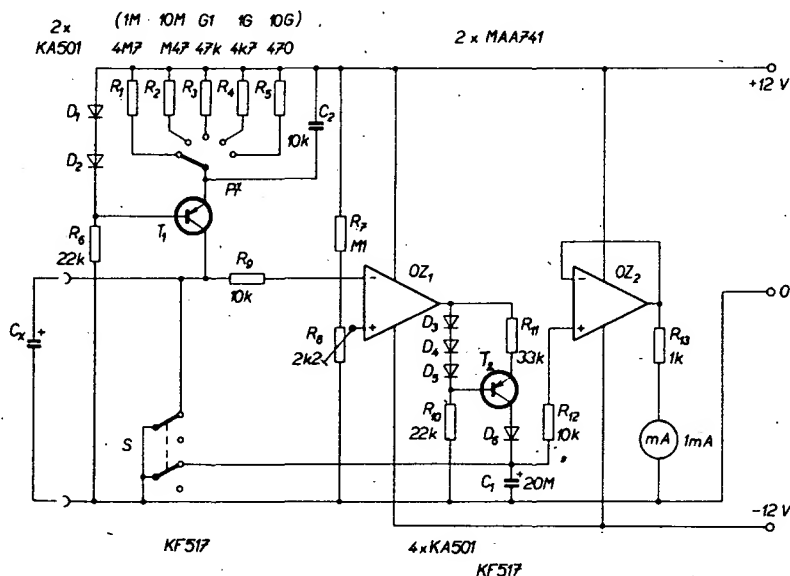 2 x
KA501
(1M 10M G1 1G 10G)
4M7 M47 47k 4k7 470
2 x MAA741
+12 V
R1 R2 R3 R4 R5
C2
10k
D1
D2
Př
T1
R6
22k
R7
M1
R9
10k
OZ1
OZ2
0
Cx +
R8
2k2
D3
D4
D5
R11
33k
T2
R13
1k
R10
22k
D6
R12
10k
mA 1mA
S
C1 + 20M
-12 V
KF517
4xKA501
KF517